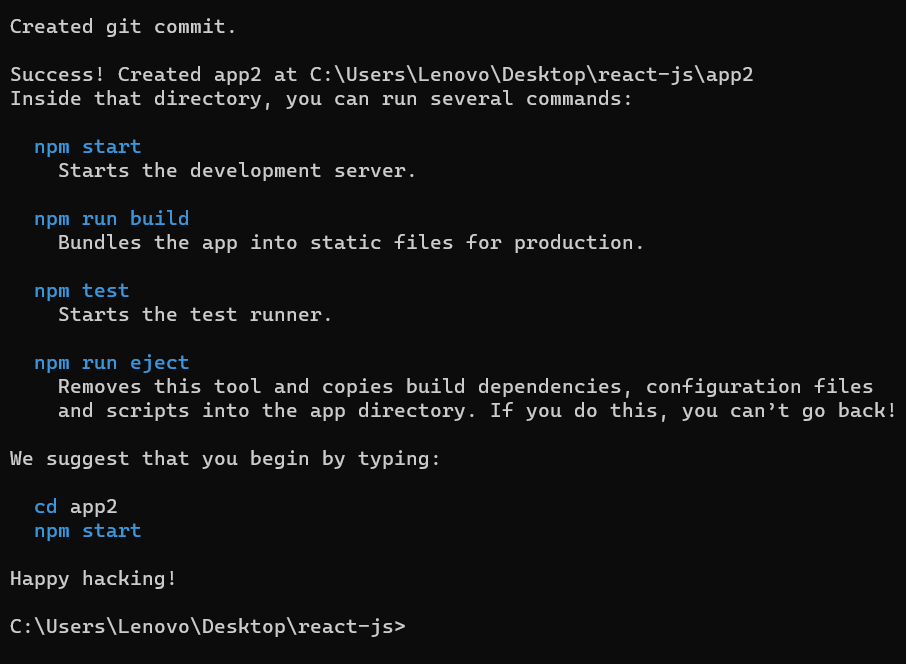 Created git commit.
Success! Created app2 at C:\Users\Lenovo\Desktop\react-js\app2
Inside that directory, you can run several commands:
npm start
Starts the development server.
npm run build
Bundles the app into static files for production.
npm test
Starts the test runner.
npm run eject
Removes this tool and copies build dependencies, configuration files
and scripts into the app directory. If you do this, you can’t go back!
We suggest that you begin by typing:
cd app2
npm start
Happy hacking!
C:\Users\Lenovo\Desktop\react-js>